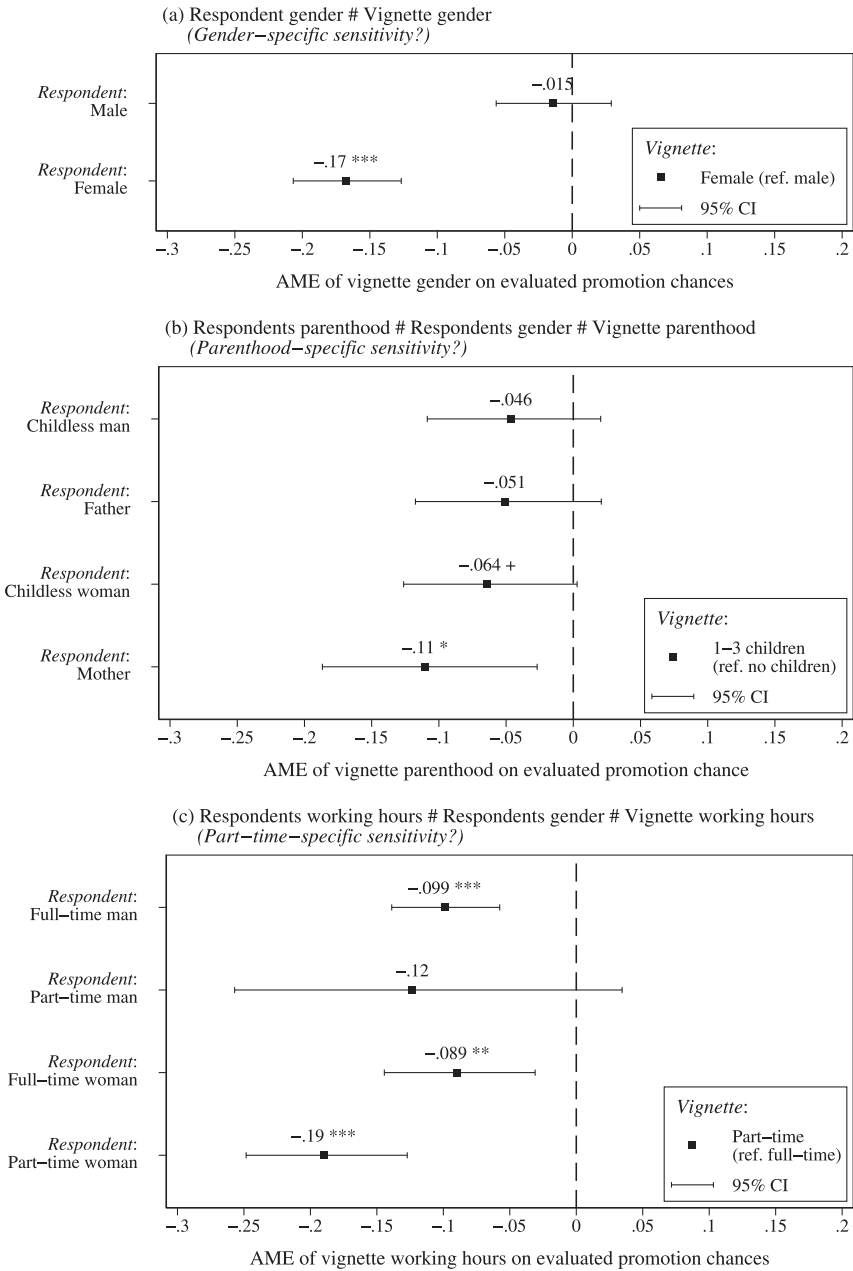 (a) Respondent gender # Vignette gender
(Gender−specific sensitivity?)
Respondent:
Male
−.015
Respondent:
Female
−.17 ***
Vignette:
Female (ref. male)
95% CI
−.3 −.25 −.2 −.15 −.1 −.05 0 .05 .1 .15 .2
AME of vignette gender on evaluated promotion chances
(b) Respondents parenthood # Respondents gender # Vignette parenthood
(Parenthood−specific sensitivity?)
Respondent:
Childless man
−.046
Respondent:
Father
−.051
Respondent:
Childless woman
−.064 +
Respondent:
Mother
−.11 *
Vignette:
1−3 children
(ref. no children)
95% CI
−.3 −.25 −.2 −.15 −.1 −.05 0 .05 .1 .15 .2
AME of vignette parenthood on evaluated promotion chance
(c) Respondents working hours # Respondents gender # Vignette working hours
(Part−time−specific sensitivity?)
Respondent:
Full−time man
−.099 ***
Respondent:
Part−time man
−.12
Respondent:
Full−time woman
−.089 **
Respondent:
Part−time woman
−.19 ***
Vignette:
Part−time
(ref. full−time)
95% CI
−.3 −.25 −.2 −.15 −.1 −.05 0 .05 .1 .15 .2
AME of vignette working hours on evaluated promotion chances